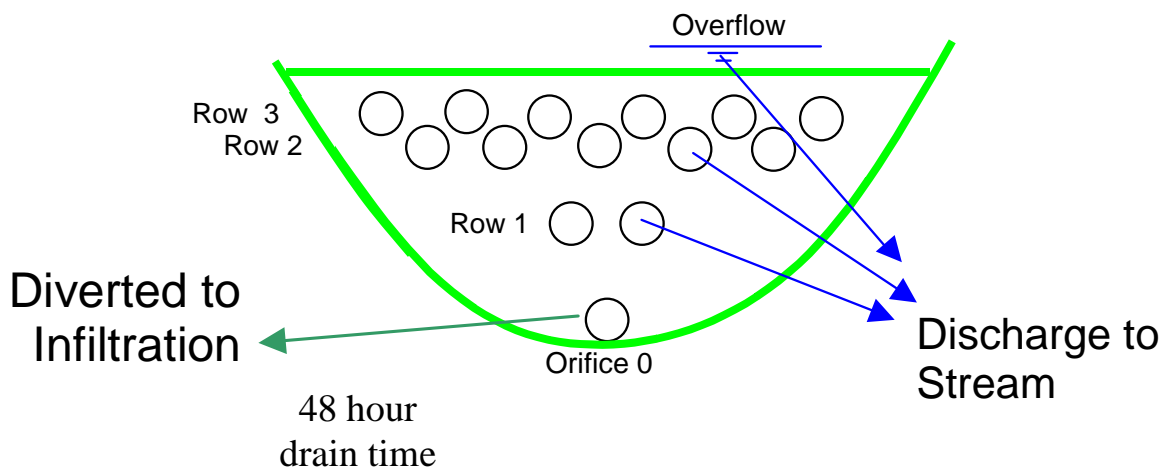 Overflow
Row 3
Row 2
Row 1
Diverted to
Infiltration
Orifice 0
Discharge to
Stream
48 hour
drain time